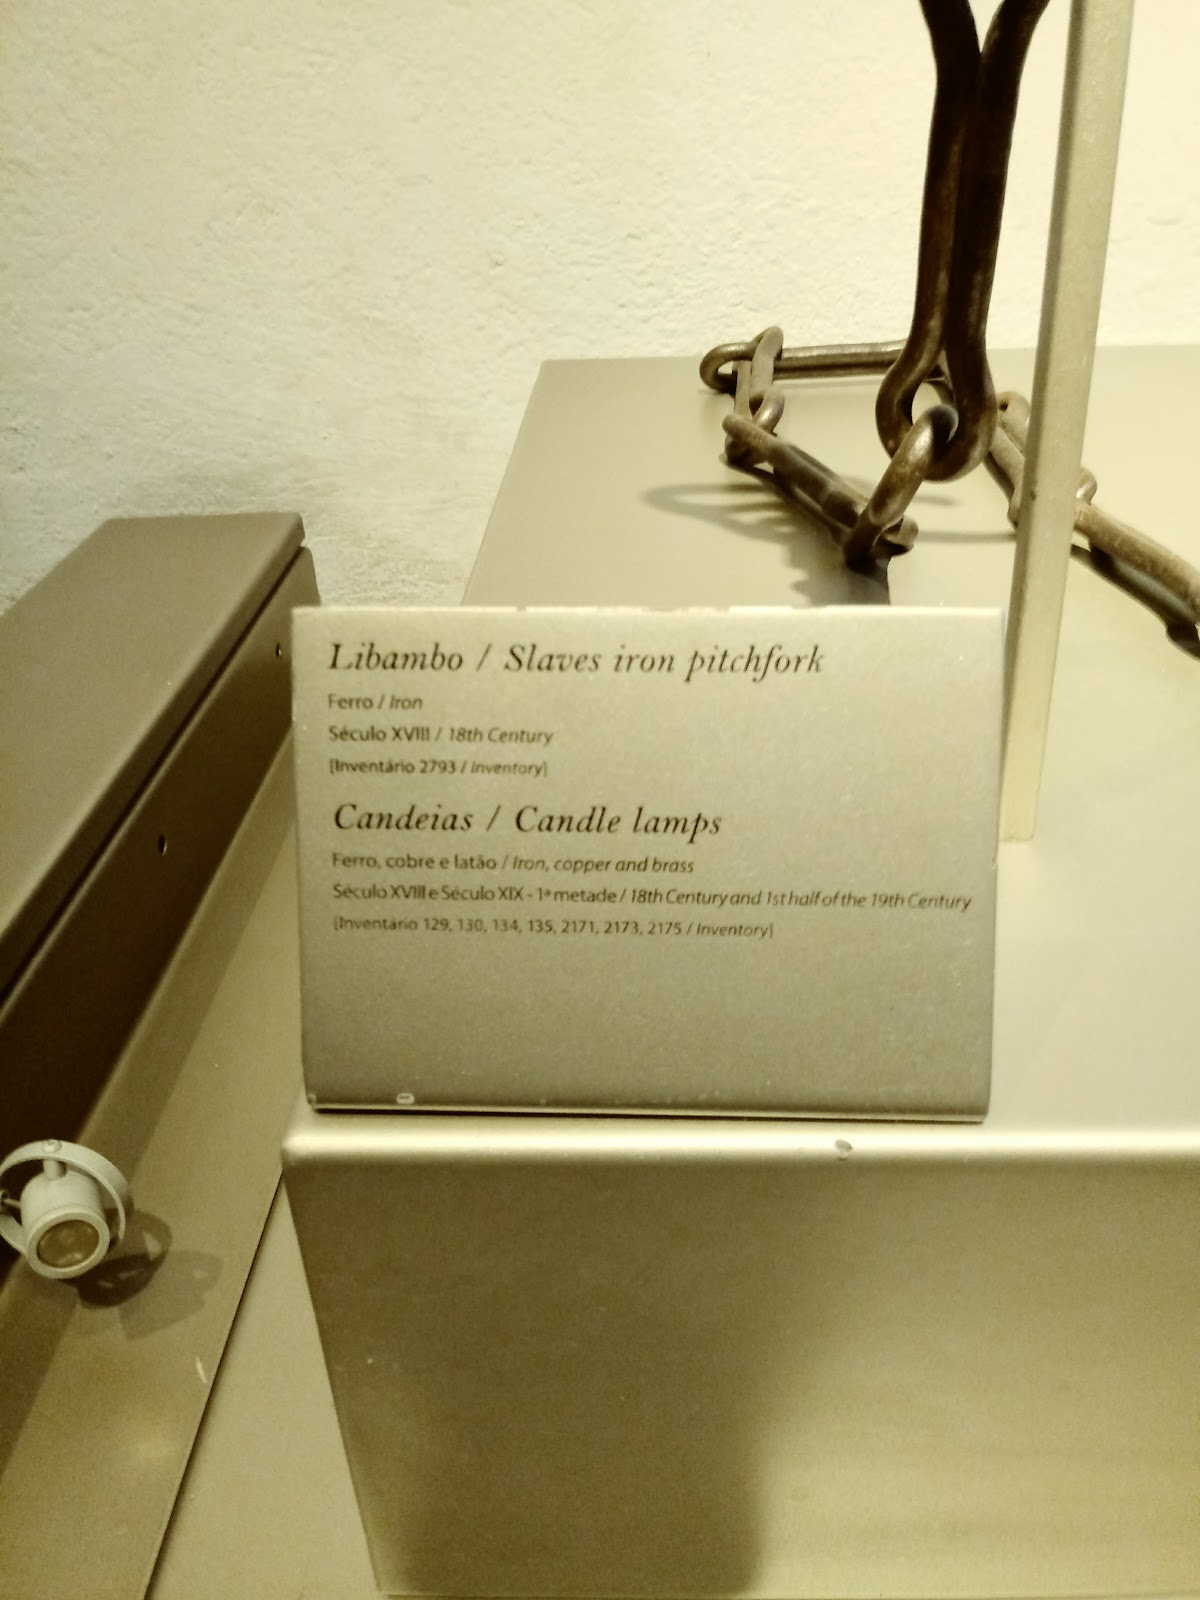 Libambo / Slaves iron pitchfork
Ferro / Iron
Século XVIII / 18th Century
[Inventário 2793 / Inventory]
Candeias / Candle lamps
Ferro, cobre e latão / Iron, copper and brass
Século XVIII e Século XIX - 1ª metade / 18th Century and 1st half of the 19th Century
[Inventário 129, 130, 134, 135, 2171, 2173, 2175 / Inventory]